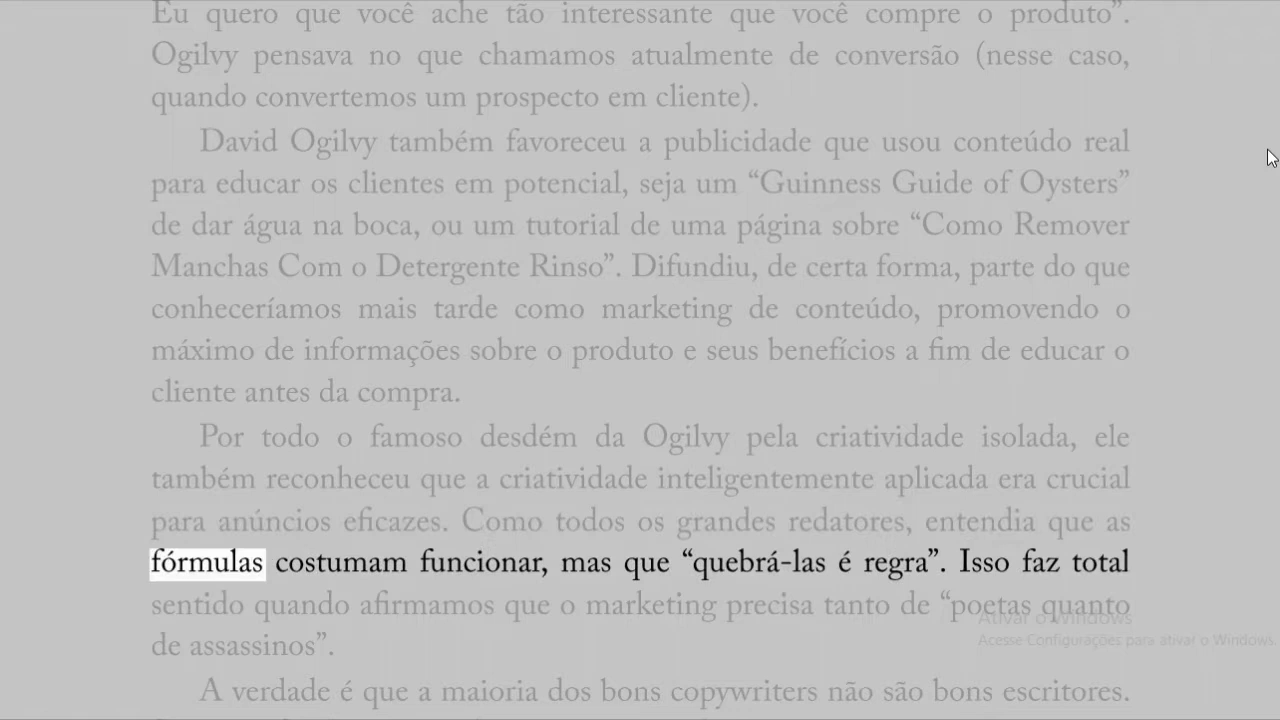 Eu quero que você ache tão interessante que você compre o produto”.
Ogilvy pensava no que chamamos atualmente de conversão (nesse caso,
quando convertemos um prospecto em cliente).
David Ogilvy também favoreceu a publicidade que usou conteúdo real
para educar os clientes em potencial, seja um “Guinness Guide of Oysters”
de dar água na boca, ou um tutorial de uma página sobre “Como Remover
Manchas Com o Detergente Rinso”. Difundiu, de certa forma, parte do que
conheceríamos mais tarde como marketing de conteúdo, promovendo o
máximo de informações sobre o produto e seus benefícios a fim de educar o
cliente antes da compra.
Por todo o famoso desdém da Ogilvy pela criatividade isolada, ele
também reconheceu que a criatividade inteligentemente aplicada era crucial
para anúncios eficazes. Como todos os grandes redatores, entendia que as
fórmulas costumam funcionar, mas que “quebrá-las é regra”. Isso faz total
sentido quando afirmamos que o marketing precisa tanto de “poetas quanto
de assassinos”.
Ativar o Windows
Acesse Configurações para ativar o Windows.
A verdade é que a maioria dos bons copywriters não são bons escritores.